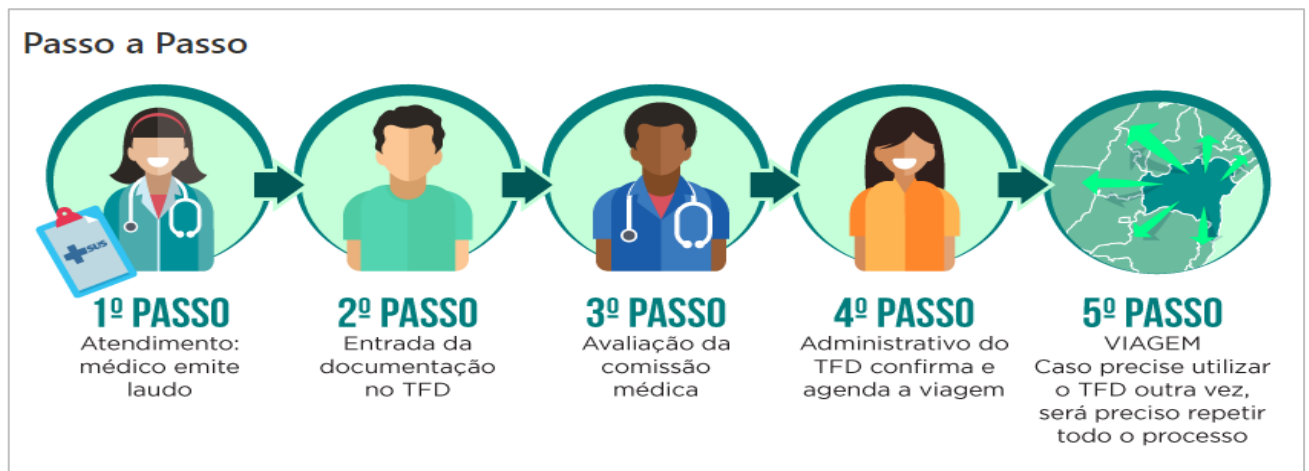 Passo a Passo
SUS
1º PASSO
Atendimento:
médico emite
laudo
2º PASSO
Entrada da
documentação
no TFD
3º PASSO
Avaliação da
comissão
médica
4º PASSO
Administrativo do
TFD confirma e
agenda a viagem
5º PASSO
VIAGEM
Caso precise utilizar
o TFD outra vez,
será preciso repetir
todo o processo